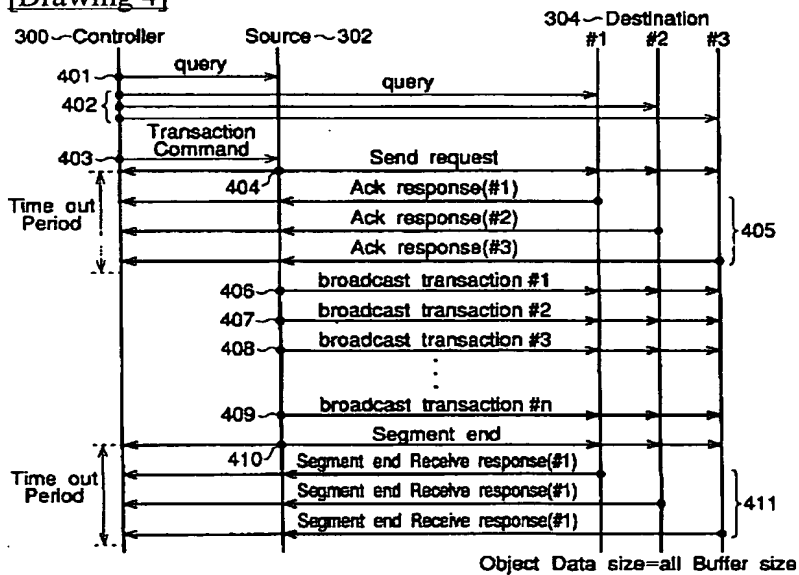 [Drawing 4]
304 Destination
300 Controller Source 302 #1 #2 #3
401 query
query
402
Transaction
Command
403 Send request
404 Ack response(#1)
Time out
Period
Ack response(#2)
405
Ack response(#3)
406 broadcast transaction #1
407 broadcast transaction #2
408 broadcast transaction #3
409 broadcast transaction #n
Segment end
410 Segment end Receive response(#1)
Time out
Period
Segment end Receive response(#1)
411
Segment end Receive response(#1)
Object Data size=all Buffer size